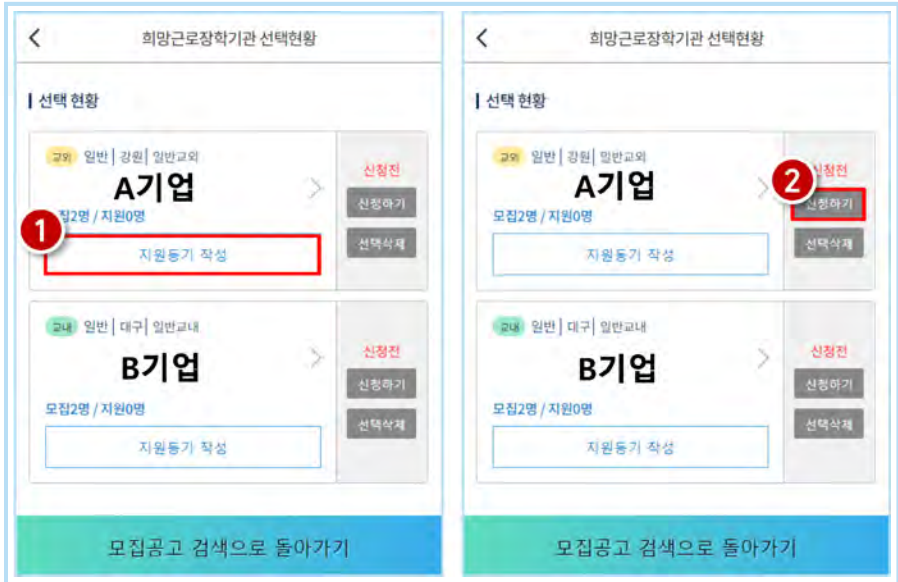 희망근로장학기관 선택현황
선택 현황
교외 일반 | 강원 | 일반교외
A기업
신청전
모집2명 / 지원0명
신청하기
1
지원동기 작성
선택삭제
교내 일반 | 대구 | 일반교내
B기업
신청전
모집2명 / 지원0명
신청하기
지원동기 작성
선택삭제
모집공고 검색으로 돌아가기
희망근로장학기관 선택현황
선택 현황
교외 일반 | 강원 | 일반교외
A기업
2
신청전
모집2명 / 지원0명
신청하기
지원동기 작성
선택삭제
교내 일반 | 대구 | 일반교내
B기업
신청전
모집2명 / 지원0명
신청하기
지원동기 작성
선택삭제
모집공고 검색으로 돌아가기